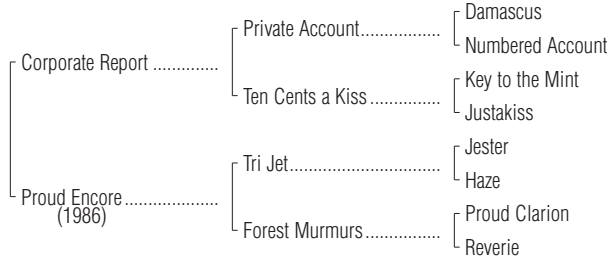 Damascus
Private Account..................
Numbered Account
Corporate Report ...............
Key to the Mint
Ten Cents a Kiss ................
Justakiss
Jester
Tri Jet.................................
Haze
Proud Encore.....................
(1986)
Proud Clarion
Forest Murmurs.................
Reverie